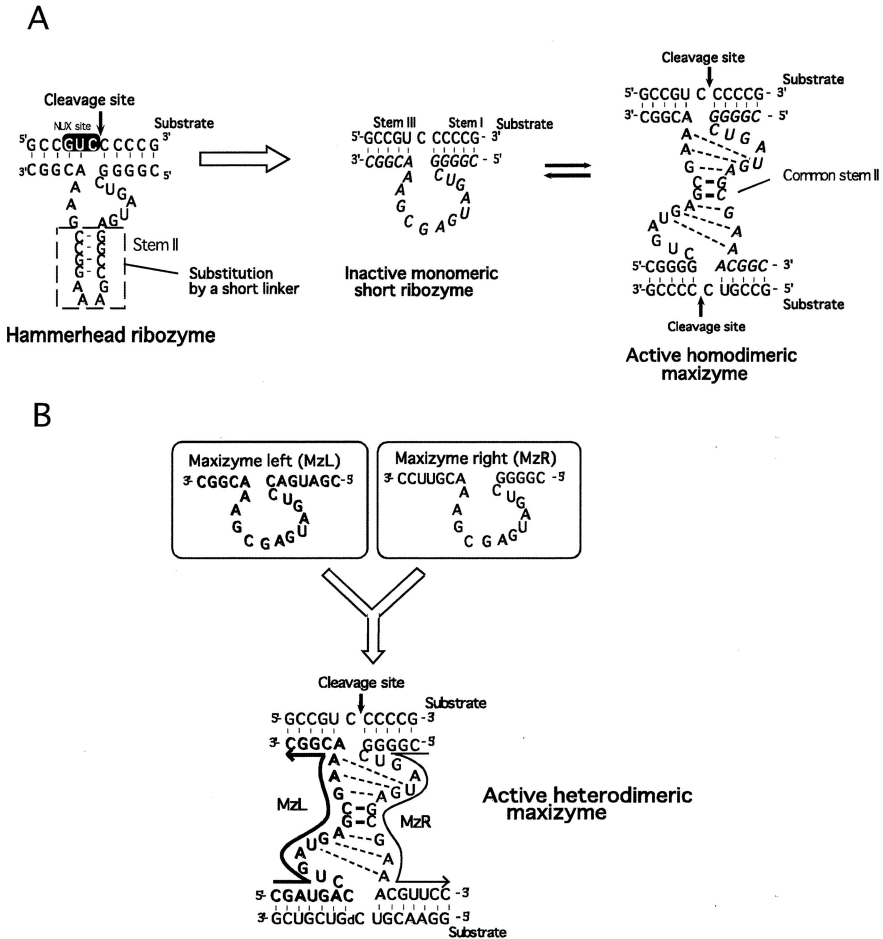 A
Cleavage site
NUX site
Substrate
5' G C C G U C C C C C G 3'
3' C G G C A G G G G C 5'
A
A
G
C U G A U
A G
C - G
C - G
G - C
G - C
A G
A A
A
Stem II
Substitution
by a short linker
Hammerhead ribozyme
Stem III Stem I
5'-GCCGU C CCCCG- 3' Substrate
3'-CGGCA GGGGC- 5'
A
A
G
C G A G
U A G U C
Inactive monomeric
short ribozyme
Cleavage site
Substrate
5'-GCCGU C CCCCG- 3'
3'-CGGCA GGGGC - 5'
A C U G
A A
G A G U
C G
G C
Common stem II
A G
U G A
A A
G U C
5'-CGGGG ACGGC - 3'
3'-GCCCC C UGCCG- 5'
Substrate
Cleavage site
Active homodimeric
maxizyme
B
Maxizyme left (MzL)
3'- CGGCA CAGUAGC-5'
A C U G
A A
G U
C G A G
Maxizyme right (MzR)
3'- CCUUGCA GGGGC -5'
A C U G
A A
G U
C G A G
Cleavage site
Substrate
5'- GCCGU C CCCCG -3'
3'- CGGCA GGGGC-5'
A C U G
A A
G A G U
MzL
C G
G C
MzR
A G
U G A
A A
G U C
5'- CGAUGAC ACGUUCC -3'
3'- GCUGCUGdC UGCAAGG -5'
Substrate
Active heterodimeric
maxizyme